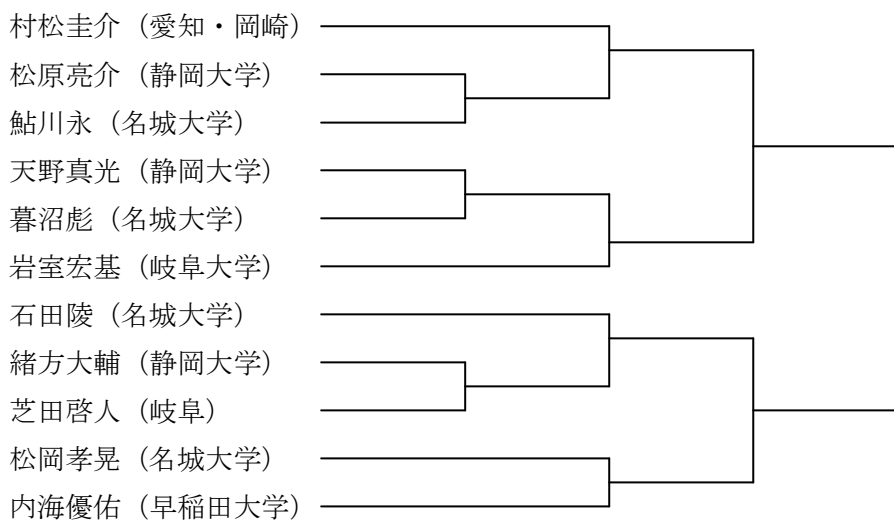 村松圭介（愛知・岡崎）
松原亮介（静岡大学）
鮎川永（名城大学）
天野真光（静岡大学）
暮沼彪（名城大学）
岩室宏基（岐阜大学）
石田陵（名城大学）
緒方大輔（静岡大学）
芝田啓人（岐阜）
松岡孝晃（名城大学）
内海優佑（早稲田大学）